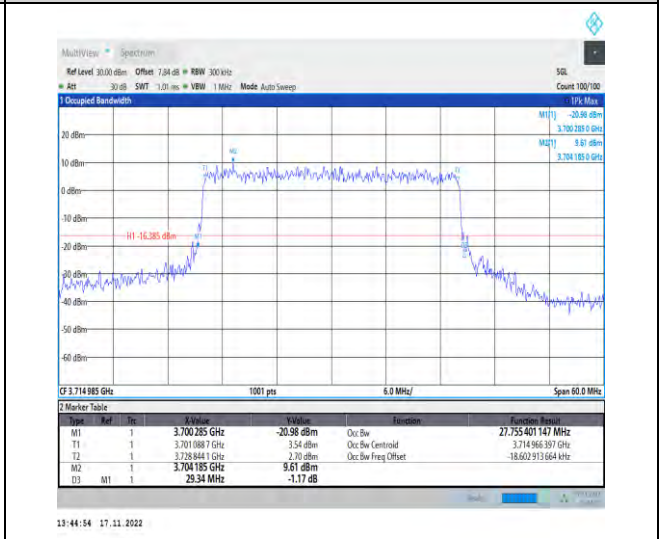 MultiView Spectrum
Ref Level 30.00 dBm Offset 7.84 dB RBW 300 kHz SGL
Att 30 dB SWT 1.01 ms VBW 1 MHz Mode Auto Sweep Count 100/100
1 Occupied Bandwidth 1Pk Max
M1[1] -20.98 dBm
3.700 285 0 GHz
M2[1] 9.61 dBm
3.704 185 0 GHz
20 dBm
M2
10 dBm
T1
T2
0 dBm
-10 dBm
H1 -16.385 dBm
-20 dBm
-30 dBm
-40 dBm
-50 dBm
-60 dBm
CF 3.714 985 GHz 1001 pts 6.0 MHz/ Span 60.0 MHz
2 Marker Table
Type Ref Trc X-Value Y-Value Function Function Result
M1 1 3.700 285 GHz -20.98 dBm Occ Bw 27.755 401 147 MHz
T1 1 3.701 088 7 GHz 3.54 dBm Occ Bw Centroid 3.714 966 397 GHz
T2 1 3.728 844 1 GHz 2.70 dBm Occ Bw Freq Offset -18.602 913 664 kHz
M2 1 3.704 185 GHz 9.61 dBm
D3 M1 1 29.34 MHz -1.17 dB
13:44:54 17.11.2022